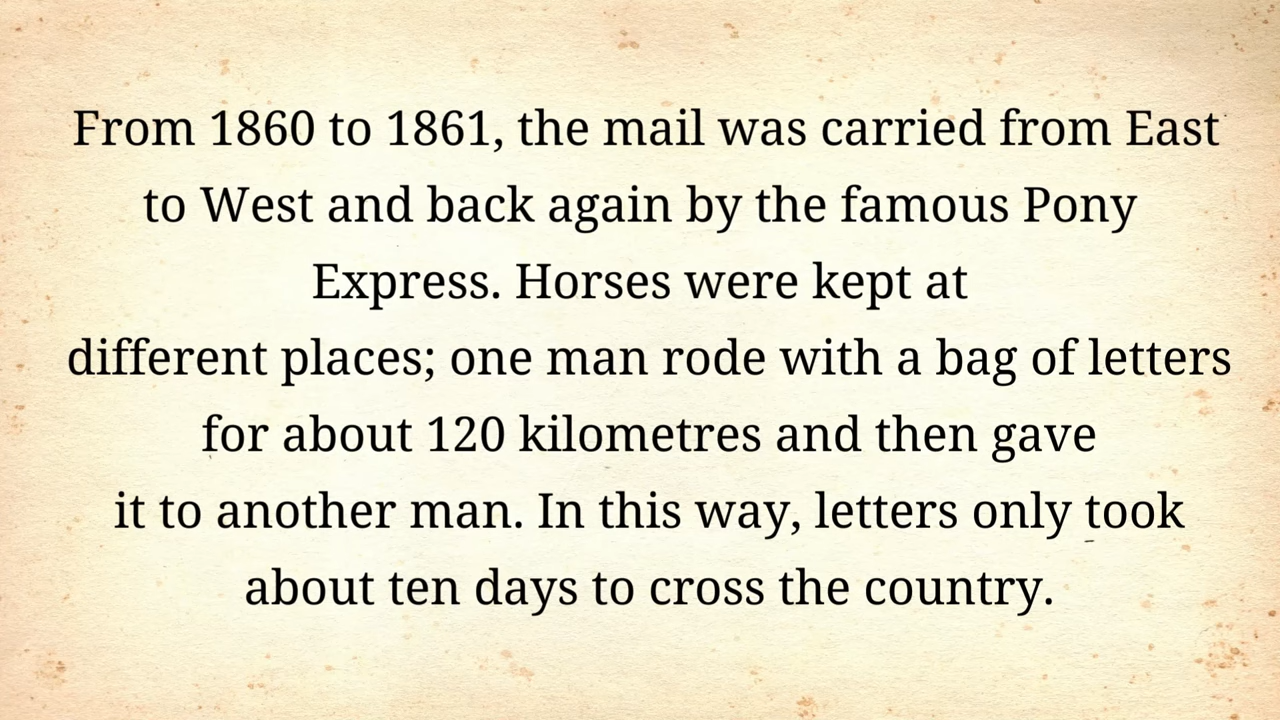 From 1860 to 1861, the mail was carried from East
to West and back again by the famous Pony
Express. Horses were kept at
different places; one man rode with a bag of letters
for about 120 kilometres and then gave
it to another man. In this way, letters only took
about ten days to cross the country.